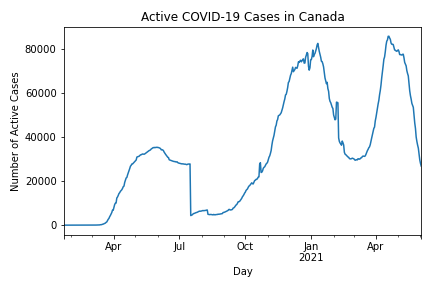 Active COVID-19 Cases in Canada
Number of Active Cases
80000
60000
40000
20000
0
Apr
Jul
Oct
Jan
2021
Apr
Day